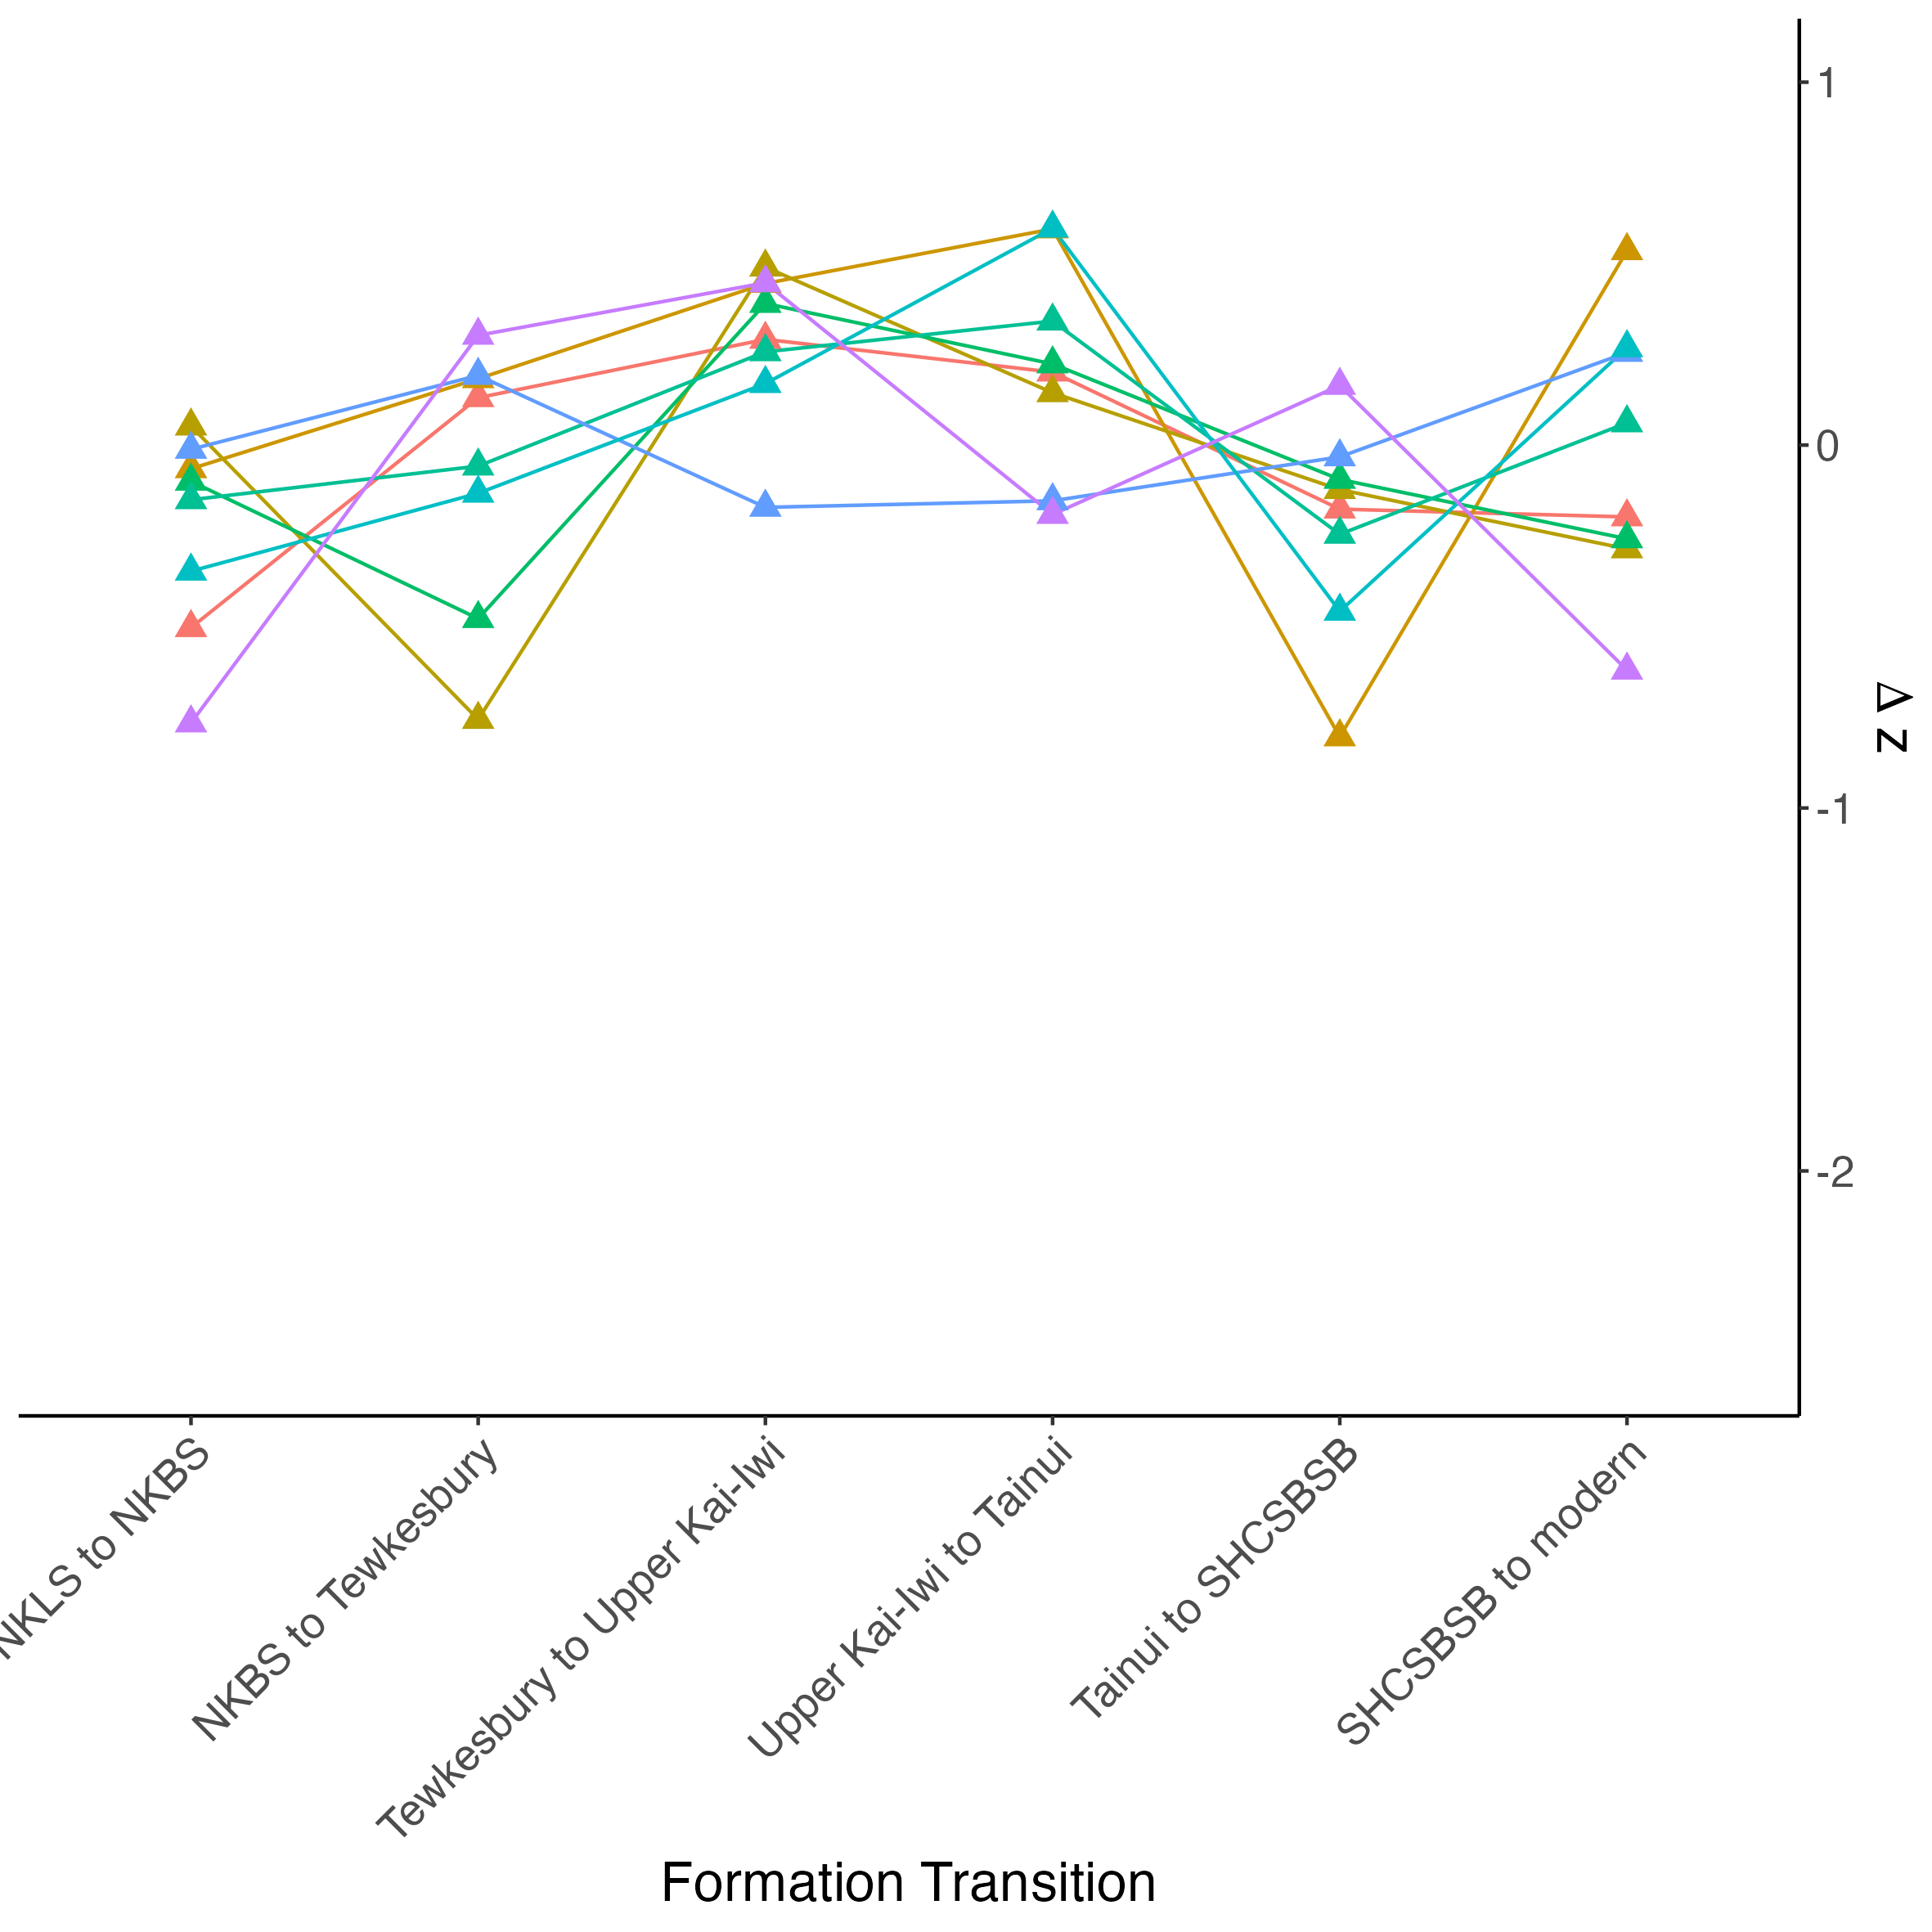 1
0
-1
-2
Δ z
NKLS to NKBS
NKBS to Tewkesbury
Tewkesbury to Upper Kai-Iwi
Upper Kai-Iwi to Tainui
Tainui to SHCSBSB
SHCSBSB to modern
Formation Transition